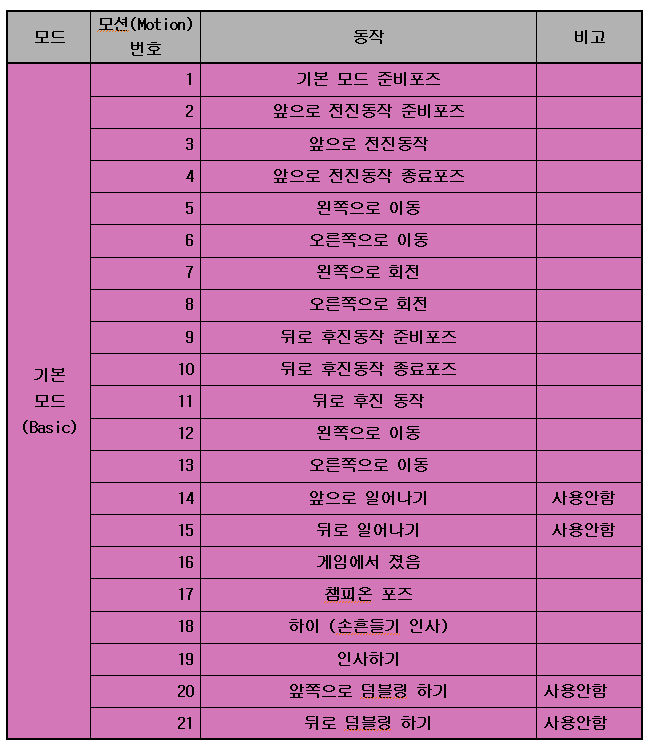 모드 모션(Motion) 번호 동작 비고
1 기본 모드 준비포즈
2 앞으로 전진동작 준비포즈
3 앞으로 전진동작
4 앞으로 전진동작 종료포즈
5 왼쪽으로 이동
6 오른쪽으로 이동
7 왼쪽으로 회전
8 오른쪽으로 회전
9 뒤로 후진동작 준비포즈
10 뒤로 후진동작 종료포즈
기본
모드
(Basic)
11 뒤로 후진 동작
12 왼쪽으로 이동
13 오른쪽으로 이동
14 앞으로 일어나기 사용안함
15 뒤로 일어나기 사용안함
16 게임에서 졌음
17 챔피온 포즈
18 하이 (손흔들기 인사)
19 인사하기
20 앞쪽으로 덤블링 하기 사용안함
21 뒤로 덤블링 하기 사용안함